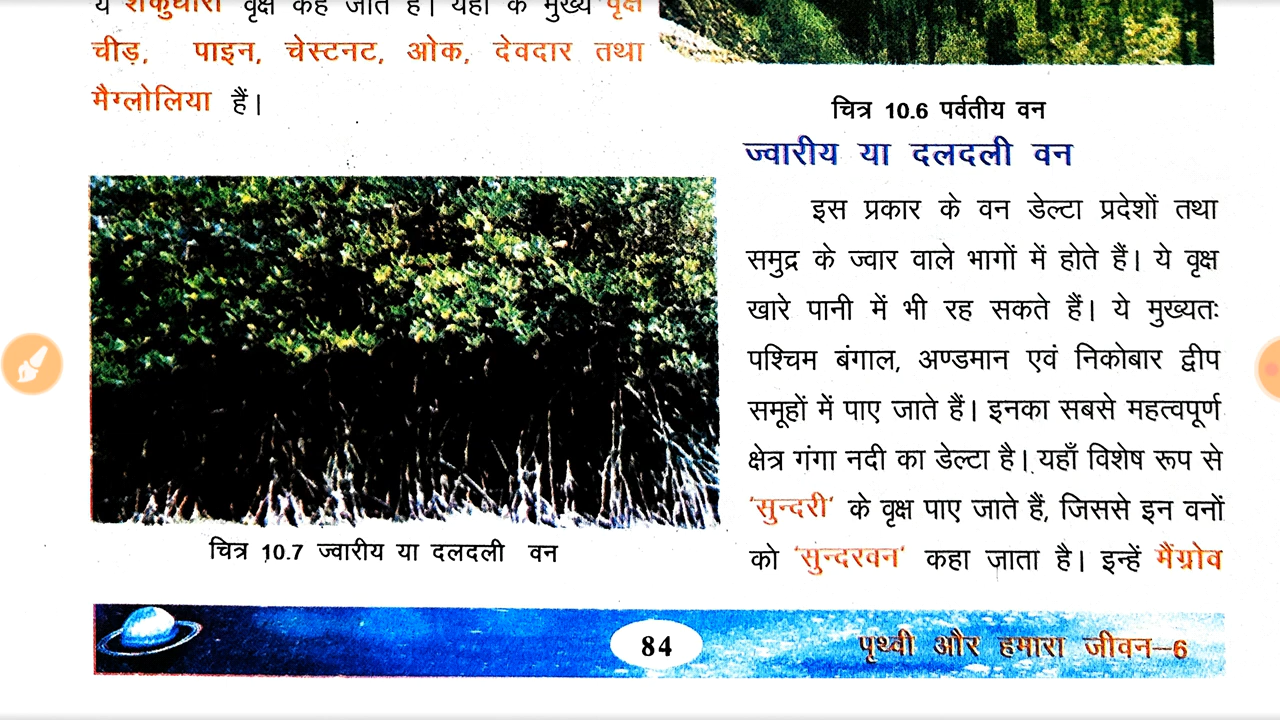 ये शंकुधारी वृक्ष कहे जाते हैं। यहाँ के मुख्य वृक्ष
चीड़, पाइन, चेस्टनट, ओक, देवदार तथा
मैग्लोलिया हैं।
चित्र 10.7 ज्वारीय या दलदली वन
चित्र 10.6 पर्वतीय वन
ज्वारीय या दलदली वन
इस प्रकार के वन डेल्टा प्रदेशों तथा
समुद्र के ज्वार वाले भागों में होते हैं। ये वृक्ष
खारे पानी में भी रह सकते हैं। ये मुख्यतः
पश्चिम बंगाल, अण्डमान एवं निकोबार द्वीप
समूहों में पाए जाते हैं। इनका सबसे महत्वपूर्ण
क्षेत्र गंगा नदी का डेल्टा है। यहाँ विशेष रूप से
'सुन्दरी' के वृक्ष पाए जाते हैं, जिससे इन वनों
को 'सुन्दरवन' कहा जाता है। इन्हें मैंग्रोव
84
पृथ्वी और हमारा जीवन–6